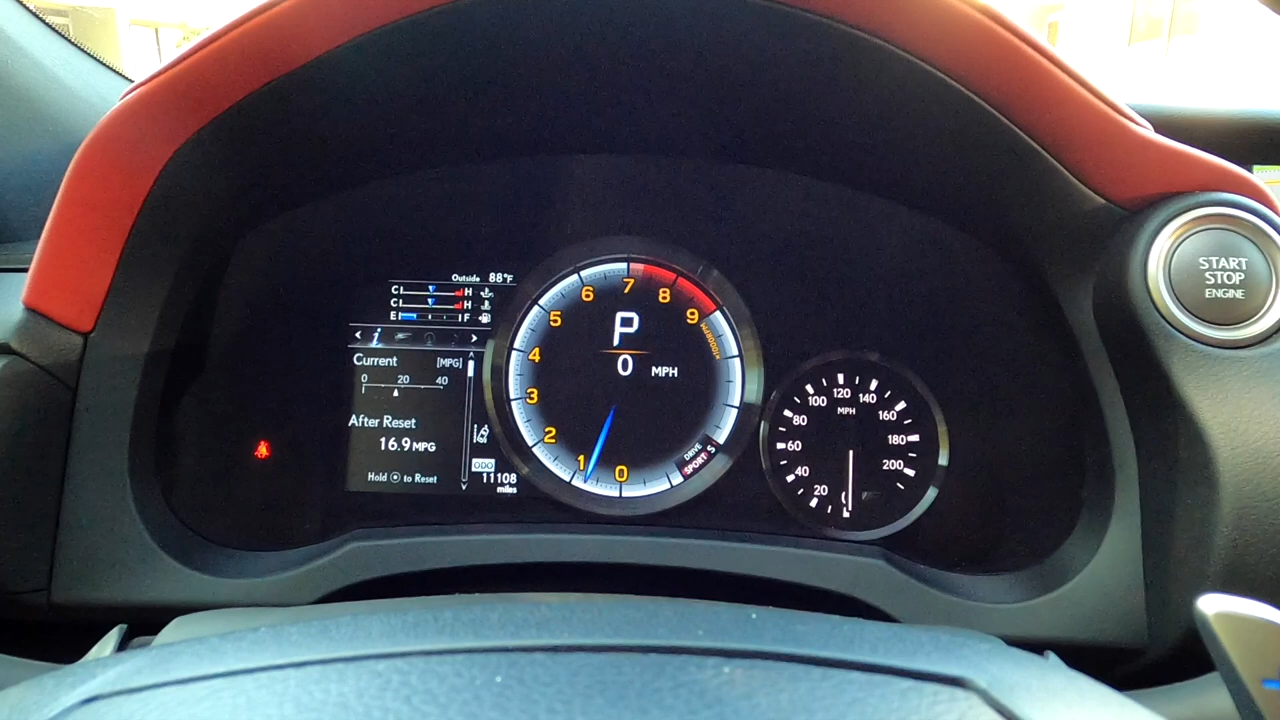 Outside 88°F
C H
C H
E F
< i >
Current [MPG]
0 20 40
After Reset
16.9 MPG
Hold to Reset
ODO
11108
miles
0
1
2
3
4
5
6
7
8
9
x1000RPM
P
0 MPH
DRIVE
SPORT S
0
20
40
60
80
100
120
140
160
180
200
MPH
START
STOP
ENGINE